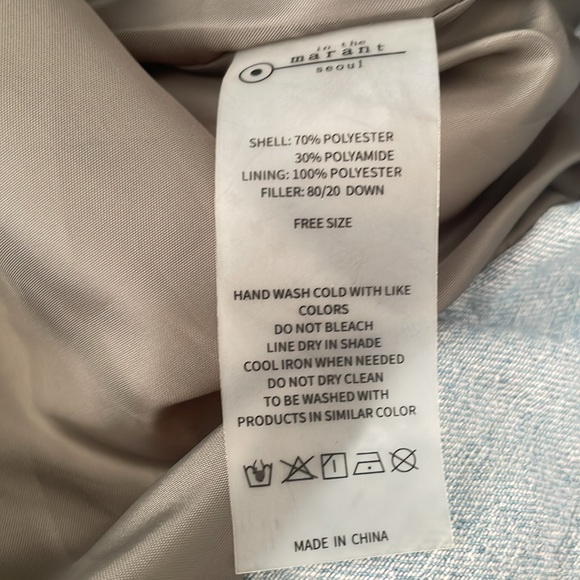 in the
marant
seoul
SHELL: 70% POLYESTER
30% POLYAMIDE
LINING: 100% POLYESTER
FILLER: 80/20 DOWN
FREE SIZE
HAND WASH COLD WITH LIKE
COLORS
DO NOT BLEACH
LINE DRY IN SHADE
COOL IRON WHEN NEEDED
DO NOT DRY CLEAN
TO BE WASHED WITH
PRODUCTS IN SIMILAR COLOR
MADE IN CHINA